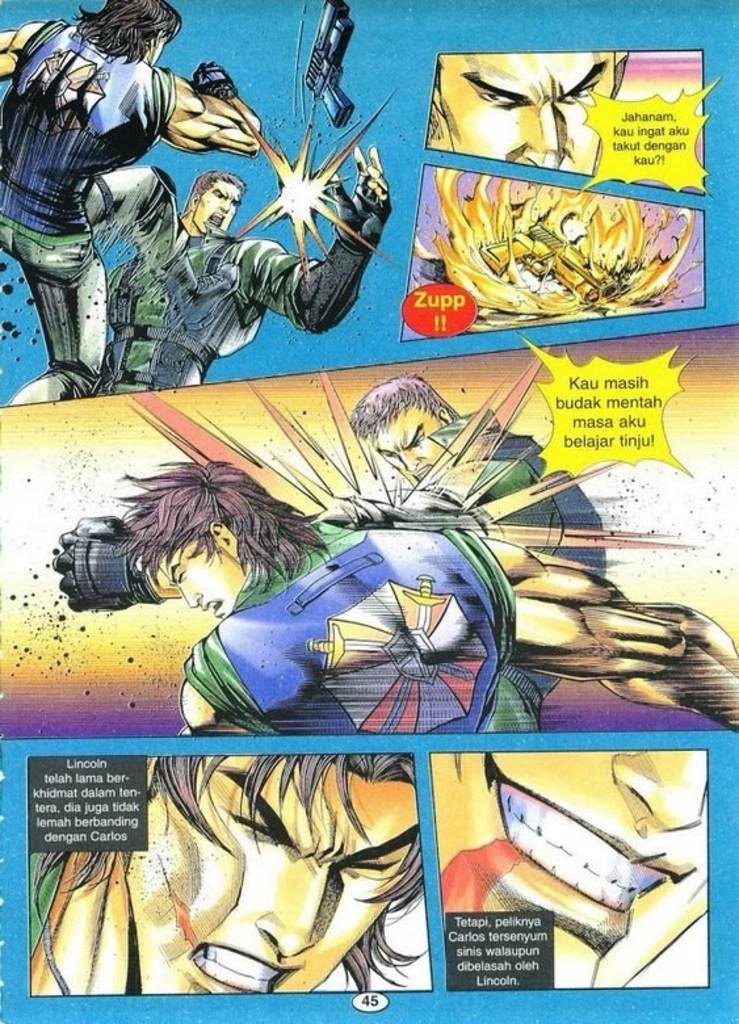 Jahanam,
kau ingat aku
takut dengan
kau?!
Zupp
!!
Kau masih
budak mentah
masa aku
belajar tinju!
Lincoln
telah lama ber-
khidmat dalam ten-
tera, dia juga tidak
lemah berbanding
dengan Carlos
Tetapi, peliknya
Carlos tersenyum
sinis walaupun
dibelasah oleh
Lincoln.
45